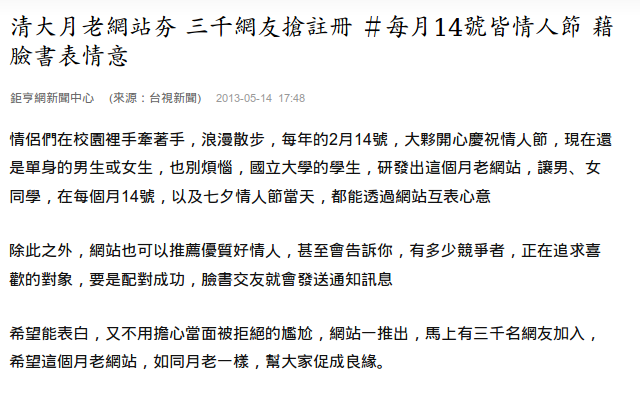 清大月老網站夯 三千網友搶註冊 ＃每月14號皆情人節 藉
臉書表情意
鉅亨網新聞中心 (來源：台視新聞) 2013-05-14 17:48
情侶們在校園裡手牽著手，浪漫散步，每年的2月14號，大夥開心慶祝情人節，現在還
是單身的男生或女生，也別煩惱，國立大學的學生，研發出這個月老網站，讓男、女
同學，在每個月14號，以及七夕情人節當天，都能透過網站互表心意
除此之外，網站也可以推薦優質好情人，甚至會告訴你，有多少競爭者，正在追求喜
歡的對象，要是配對成功，臉書交友就會發送通知訊息
希望能表白，又不用擔心當面被拒絕的尷尬，網站一推出，馬上有三千名網友加入，
希望這個月老網站，如同月老一樣，幫大家促成良緣。